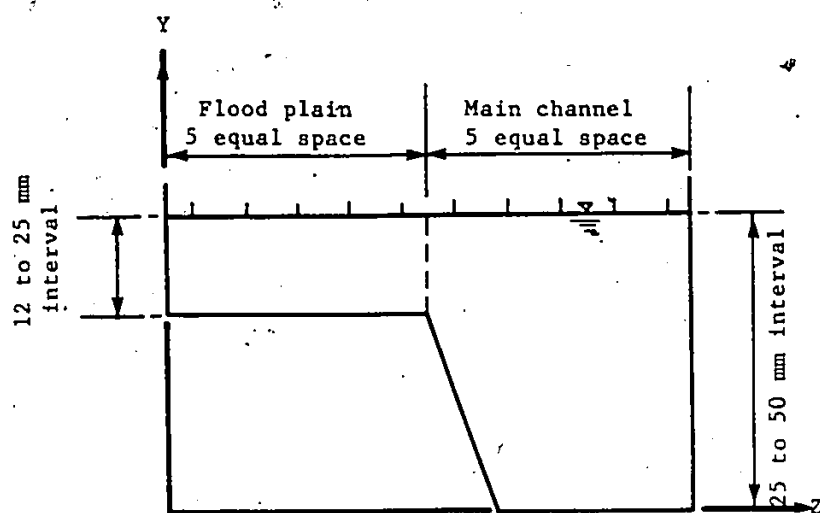 Y
Flood plain
5 equal space
Main channel
5 equal space
12 to 25 mm
interval
25 to 50 mm interval
Z